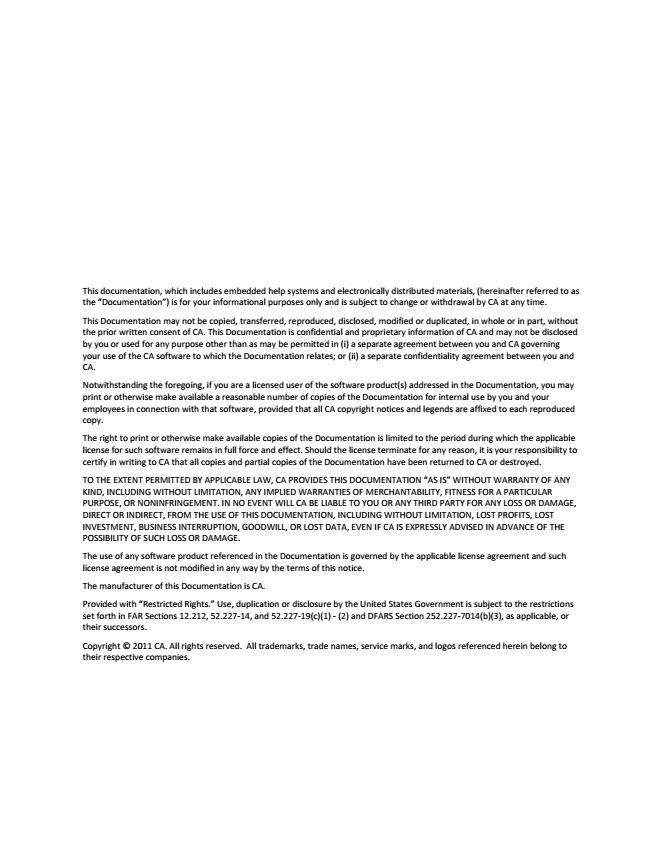 This documentation, which includes embedded help systems and electronically distributed materials, (hereinafter referred to as
the “Documentation”) is for your informational purposes only and is subject to change or withdrawal by CA at any time.
This Documentation may not be copied, transferred, reproduced, disclosed, modified or duplicated, in whole or in part, without
the prior written consent of CA. This Documentation is confidential and proprietary information of CA and may not be disclosed
by you or used for any purpose other than as may be permitted in (i) a separate agreement between you and CA governing
your use of the CA software to which the Documentation relates; or (ii) a separate confidentiality agreement between you and
CA.
Notwithstanding the foregoing, if you are a licensed user of the software product(s) addressed in the Documentation, you may
print or otherwise make available a reasonable number of copies of the Documentation for internal use by you and your
employees in connection with that software, provided that all CA copyright notices and legends are affixed to each reproduced
copy.
The right to print or otherwise make available copies of the Documentation is limited to the period during which the applicable
license for such software remains in full force and effect. Should the license terminate for any reason, it is your responsibility to
certify in writing to CA that all copies and partial copies of the Documentation have been returned to CA or destroyed.
TO THE EXTENT PERMITTED BY APPLICABLE LAW, CA PROVIDES THIS DOCUMENTATION “AS IS” WITHOUT WARRANTY OF ANY
KIND, INCLUDING WITHOUT LIMITATION, ANY IMPLIED WARRANTIES OF MERCHANTABILITY, FITNESS FOR A PARTICULAR
PURPOSE, OR NONINFRINGEMENT. IN NO EVENT WILL CA BE LIABLE TO YOU OR ANY THIRD PARTY FOR ANY LOSS OR DAMAGE,
DIRECT OR INDIRECT, FROM THE USE OF THIS DOCUMENTATION, INCLUDING WITHOUT LIMITATION, LOST PROFITS, LOST
INVESTMENT, BUSINESS INTERRUPTION, GOODWILL, OR LOST DATA, EVEN IF CA IS EXPRESSLY ADVISED IN ADVANCE OF THE
POSSIBILITY OF SUCH LOSS OR DAMAGE.
The use of any software product referenced in the Documentation is governed by the applicable license agreement and such
license agreement is not modified in any way by the terms of this notice.
The manufacturer of this Documentation is CA.
Provided with “Restricted Rights.” Use, duplication or disclosure by the United States Government is subject to the restrictions
set forth in FAR Sections 12.212, 52.227-14, and 52.227-19(c)(1) - (2) and DFARS Section 252.227-7014(b)(3), as applicable, or
their successors.
Copyright © 2011 CA. All rights reserved.  All trademarks, trade names, service marks, and logos referenced herein belong to
their respective companies.